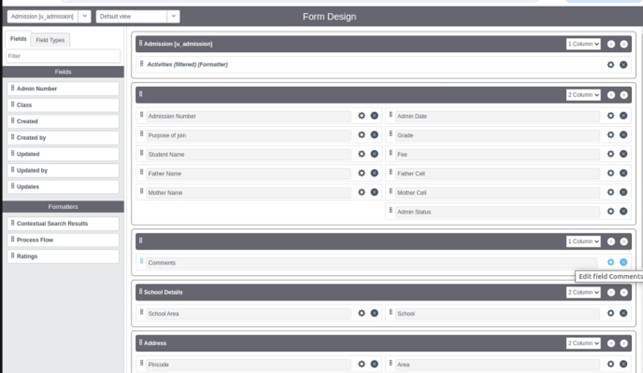 Admission [u_admission]
Default view
Form Design
Fields
Field Types
Filter
Fields
Admin Number
Class
Created
Created by
Updated
Updated by
Updates
Formatters
Contextual Search Results
Process Flow
Ratings
Admission [u_admission]
1 Column
Activities (filtered) (Formatter)
2 Column
Admission Number
Admin Date
Purpose of join
Grade
Student Name
Fee
Father Name
Father Cell
Mother Name
Mother Cell
Admin Status
1 Column
Comments
Edit Field Comments
School Details
2 Column
School Area
School
Address
2 Column
Pincode
Area